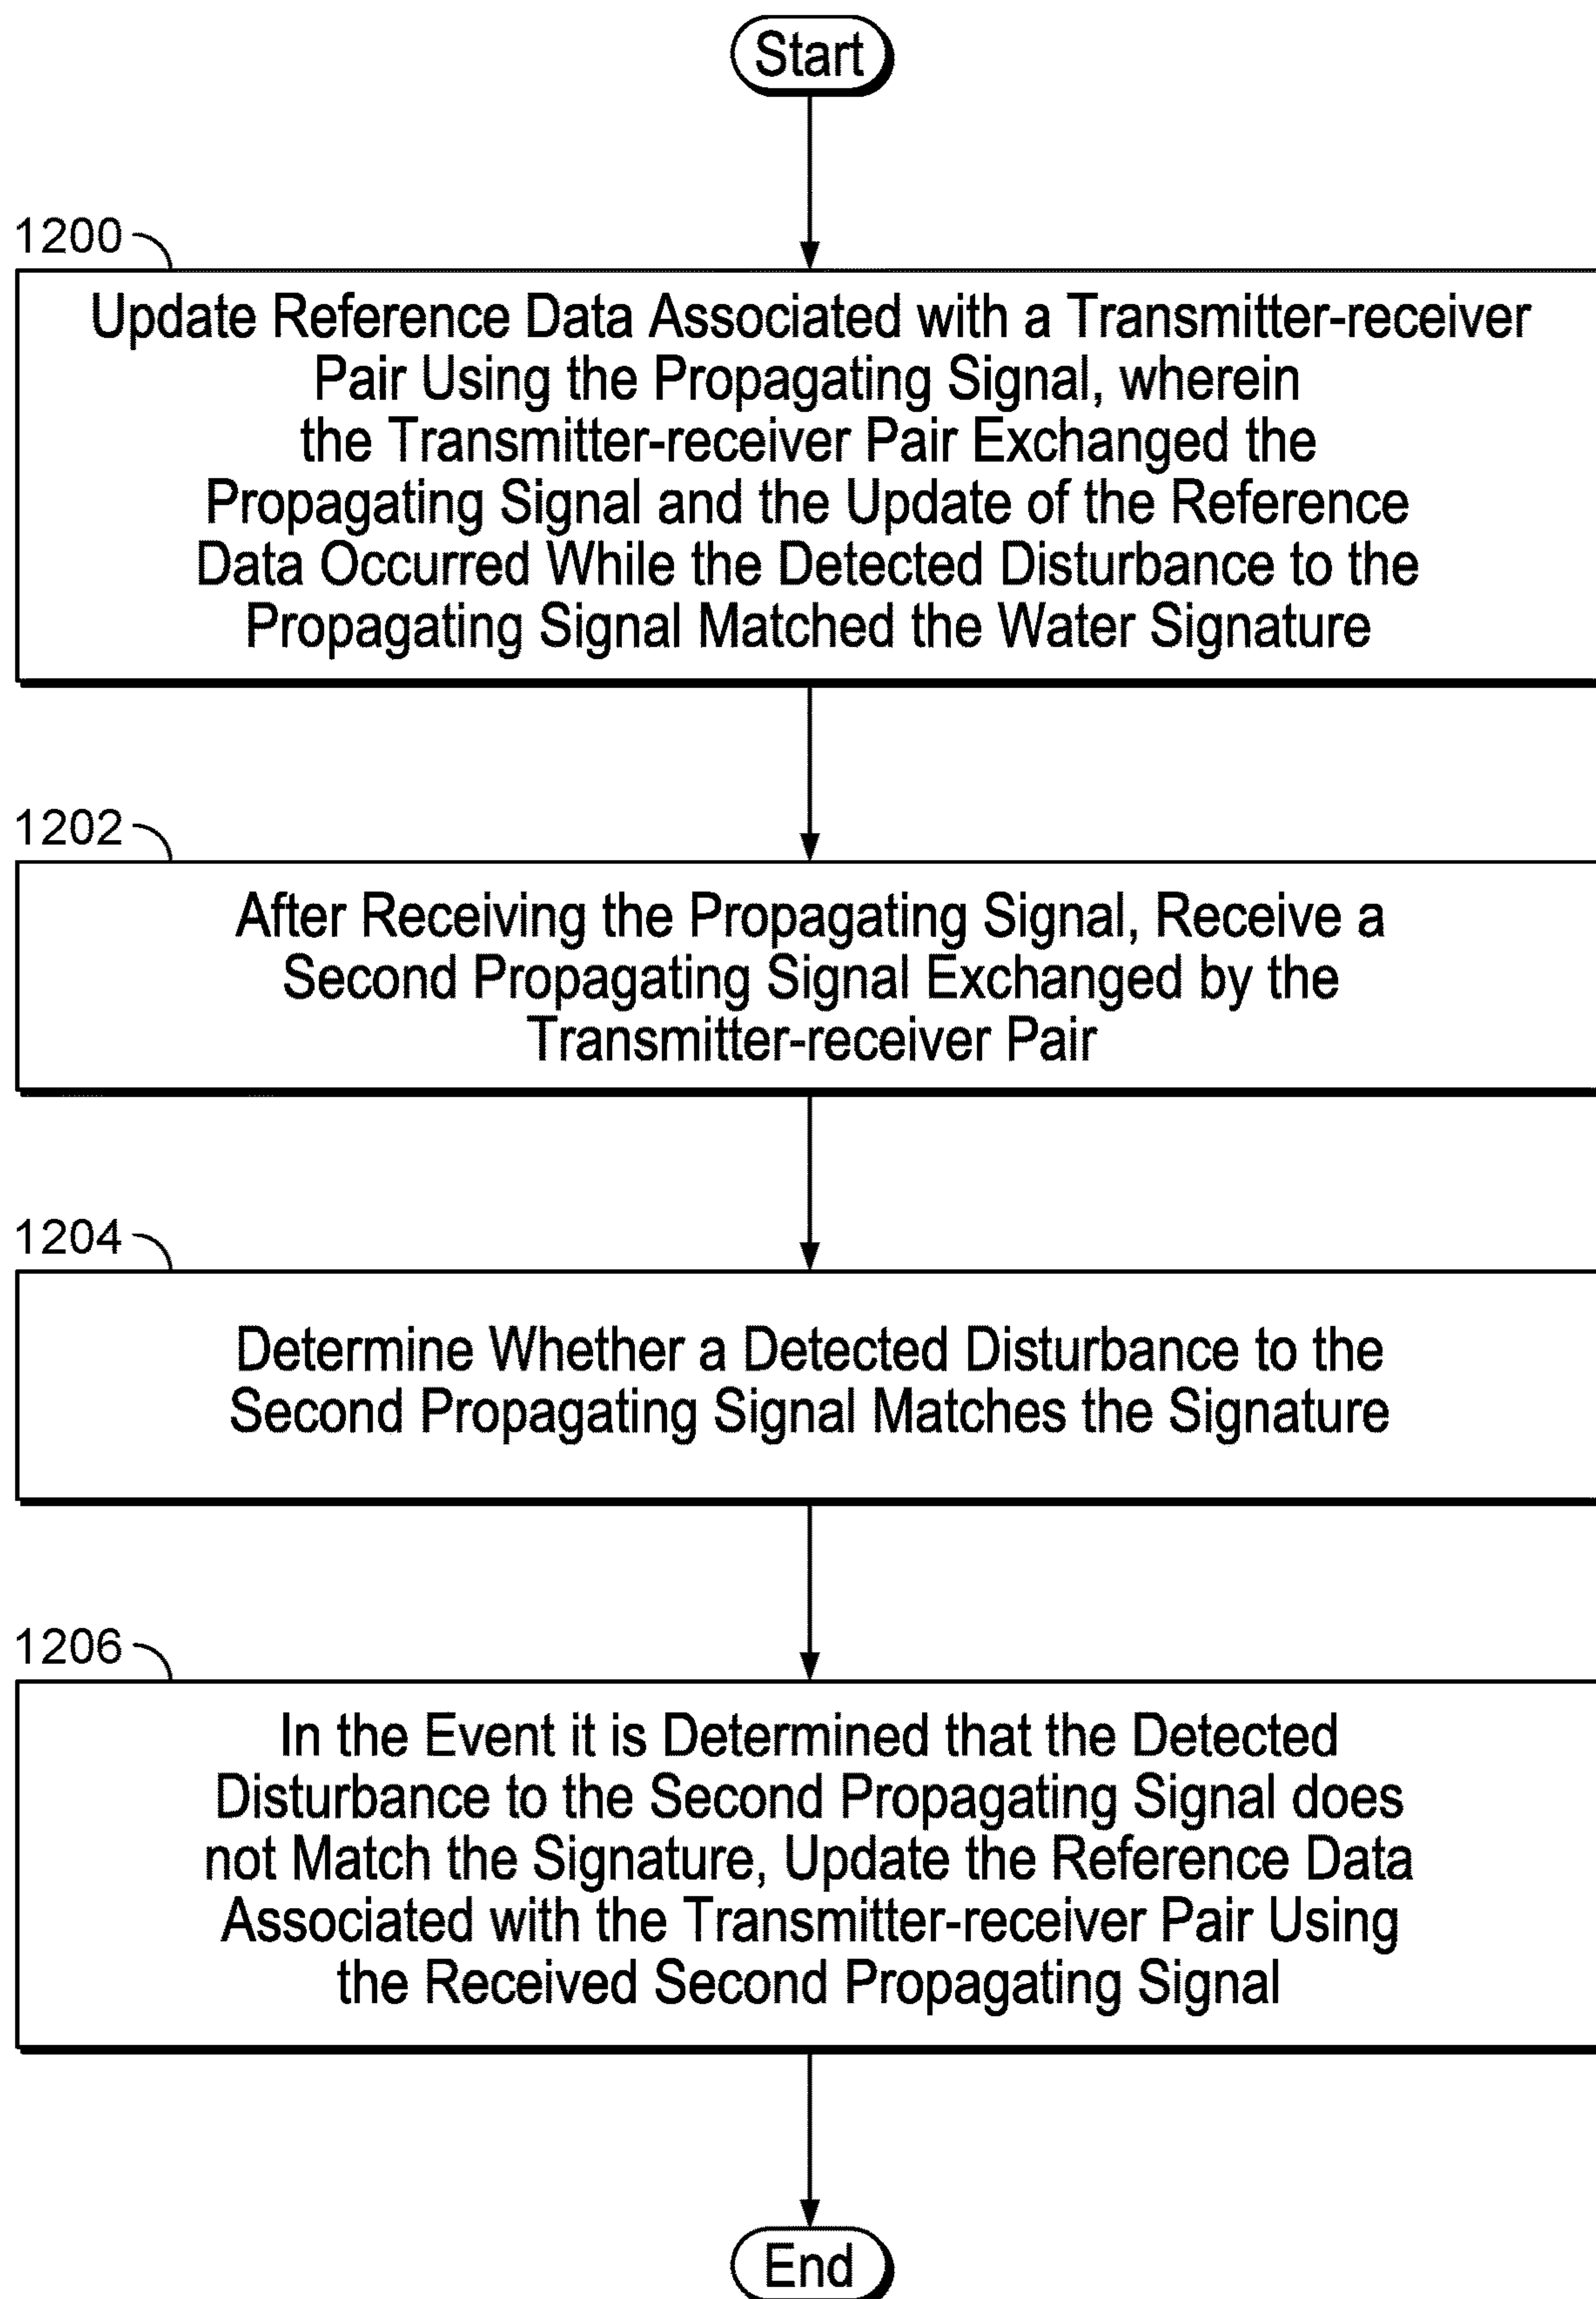 Start
1200
Update Reference Data Associated with a Transmitter-receiver
Pair Using the Propagating Signal, wherein
the Transmitter-receiver Pair Exchanged the
Propagating Signal and the Update of the Reference
Data Occurred While the Detected Disturbance to the
Propagating Signal Matched the Water Signature
1202
After Receiving the Propagating Signal, Receive a
Second Propagating Signal Exchanged by the
Transmitter-receiver Pair
1204
Determine Whether a Detected Disturbance to the
Second Propagating Signal Matches the Signature
1206
In the Event it is Determined that the Detected
Disturbance to the Second Propagating Signal does
not Match the Signature, Update the Reference Data
Associated with the Transmitter-receiver Pair Using
the Received Second Propagating Signal
End